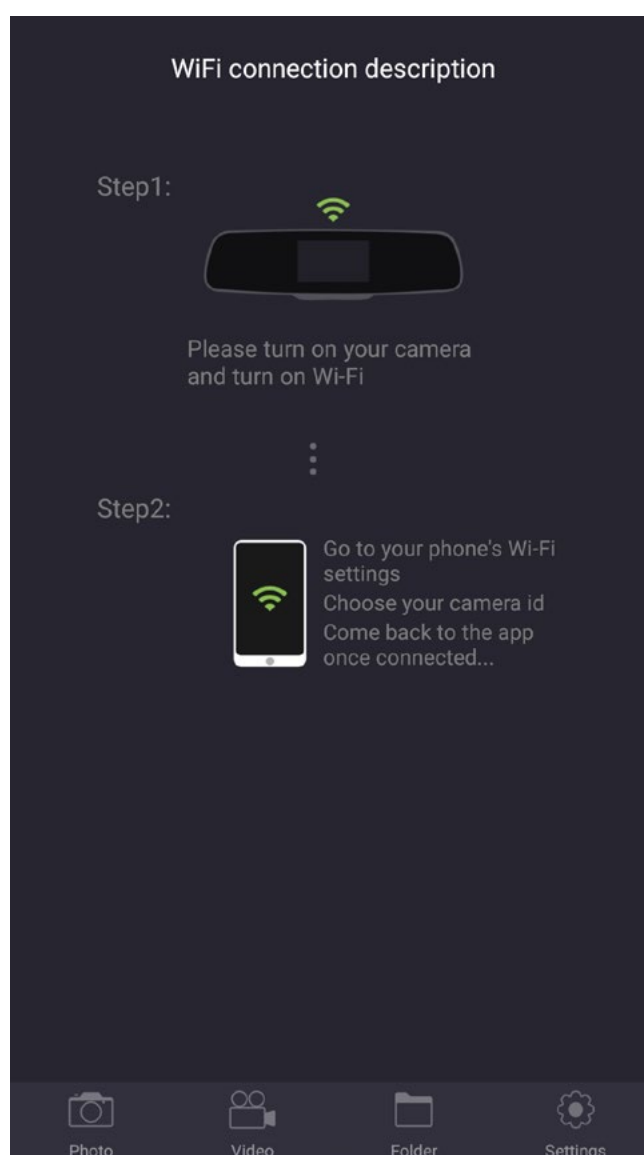 WiFi connection description
Step1:
Please turn on your camera
and turn on Wi-Fi
Step2:
Go to your phone's Wi-Fi
settings
Choose your camera id
Come back to the app
once connected...
Photo
Video
Folder
Settings